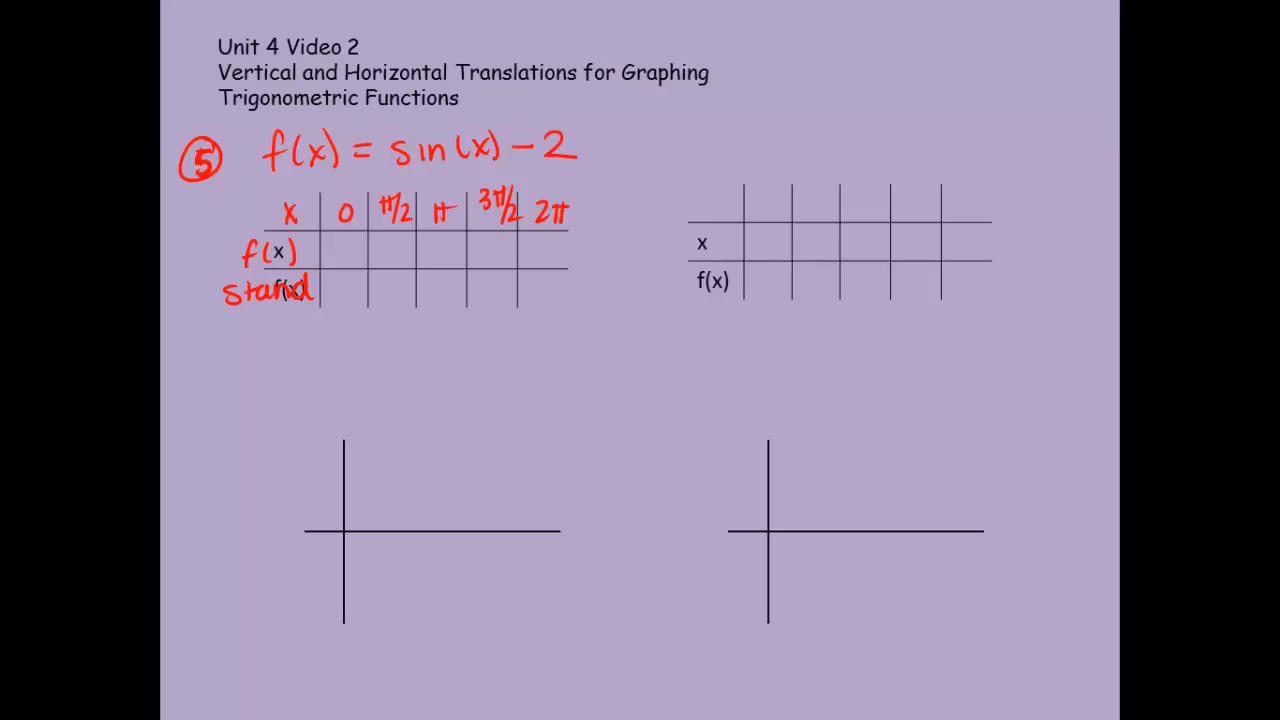 Unit 4 Video 2
Vertical and Horizontal Translations for Graphing
Trigonometric Functions
5 f(x) = sin(x) - 2
x 0 π/2 π 3π/2 2π
f(x)
stand f(x)
x
f(x)